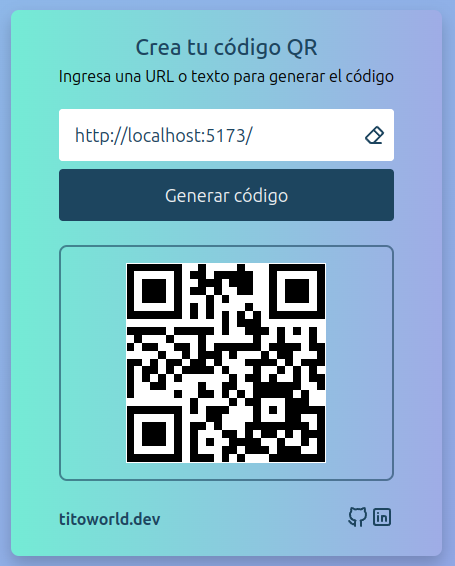 Crea tu código QR
Ingresa una URL o texto para generar el código
http://localhost:5173/
Generar código
titoworld.dev
in